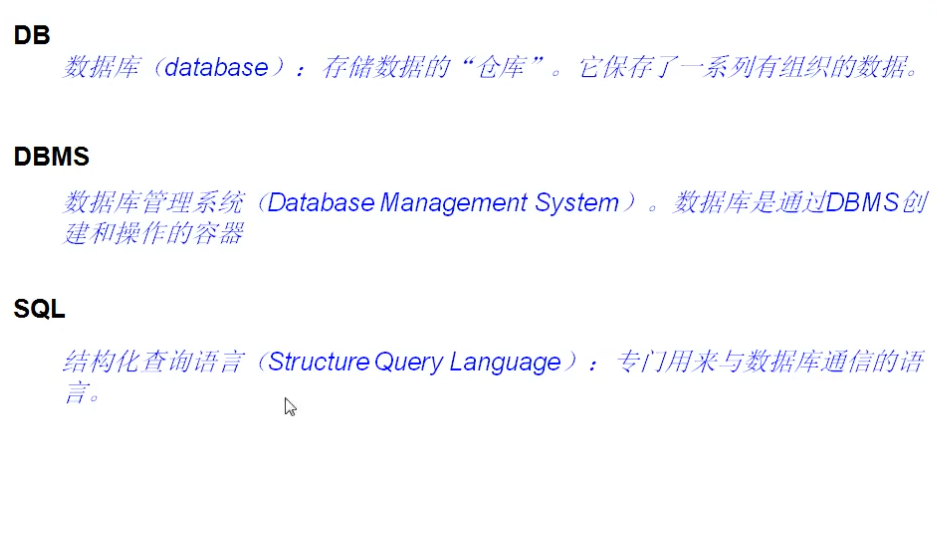 DB
数据库（database）：存储数据的“仓库”。它保存了一系列有组织的数据。
DBMS
数据库管理系统（Database Management System）。数据库是通过DBMS创
建和操作的容器
SQL
结构化查询语言（Structure Query Language）：专门用来与数据库通信的语
言。